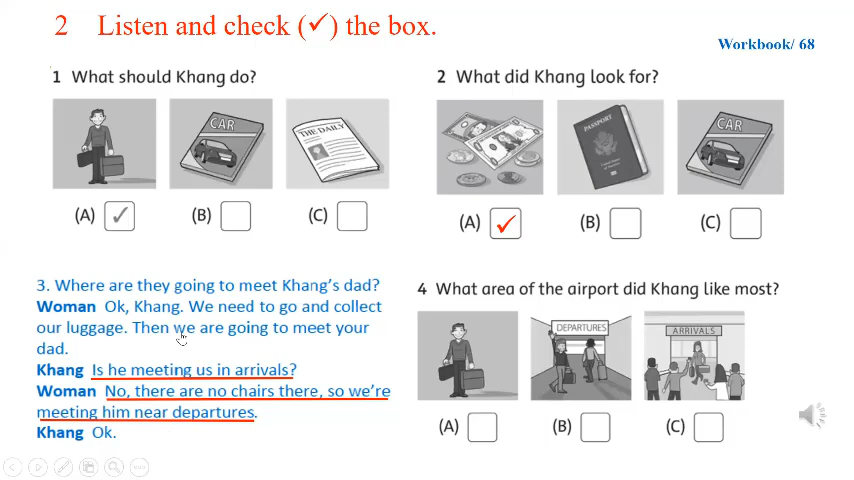 2 Listen and check (✓) the box.
Workbook/ 68
1 What should Khang do?
CAR
THE DAILY
(A) ✓ (B) (C)
2 What did Khang look for?
PASSPORT
CAR
(A) ✓ (B) (C)
3. Where are they going to meet Khang's dad?
Woman Ok, Khang. We need to go and collect
our luggage. Then we are going to meet your
dad.
Khang Is he meeting us in arrivals?
Woman No, there are no chairs there, so we're
meeting him near departures.
Khang Ok.
4 What area of the airport did Khang like most?
DEPARTURES
ARRIVALS
(A) (B) (C)